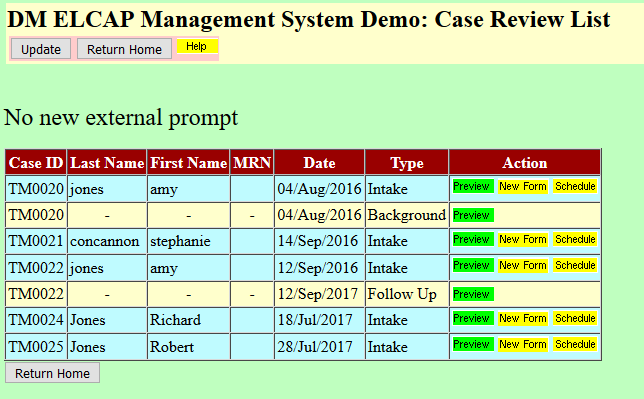 DM ELCAP Management System Demo: Case Review List
Update Return Home Help
No new external prompt
Case ID Last Name First Name MRN Date Type Action
TM0020 jones amy 04/Aug/2016 Intake Preview New Form Schedule
TM0020 - - - 04/Aug/2016 Background Preview
TM0021 concannon stephanie 14/Sep/2016 Intake Preview New Form Schedule
TM0022 jones amy 12/Sep/2016 Intake Preview New Form Schedule
TM0022 - - - 12/Sep/2017 Follow Up Preview
TM0024 Jones Richard 18/Jul/2017 Intake Preview New Form Schedule
TM0025 Jones Robert 28/Jul/2017 Intake Preview New Form Schedule
Return Home